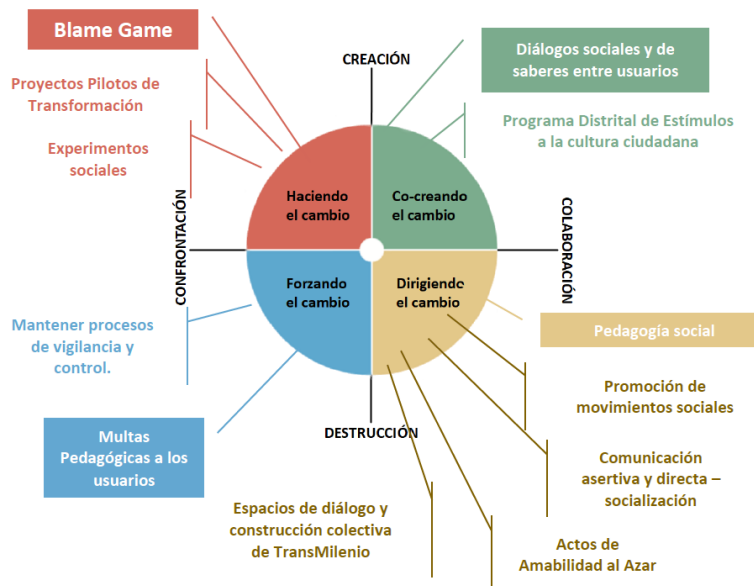 Blame Game
Proyectos Pilotos de
Transformación
Experimentos
sociales
CREACIÓN
Diálogos sociales y de
saberes entre usuarios
Programa Distrital de Estímulos
a la cultura ciudadana
Haciendo
el cambio
Co-creando
el cambio
CONFRONTACIÓN
COLABORACIÓN
Forzando
el cambio
Dirigiendo
el cambio
Mantener procesos
de vigilancia y
control.
Multas
Pedagógicas a los
usuarios
DESTRUCCIÓN
Pedagogía social
Promoción de
movimientos sociales
Comunicación
asertiva y directa –
socialización
Espacios de diálogo y
construcción colectiva
de TransMilenio
Actos de
Amabilidad al Azar